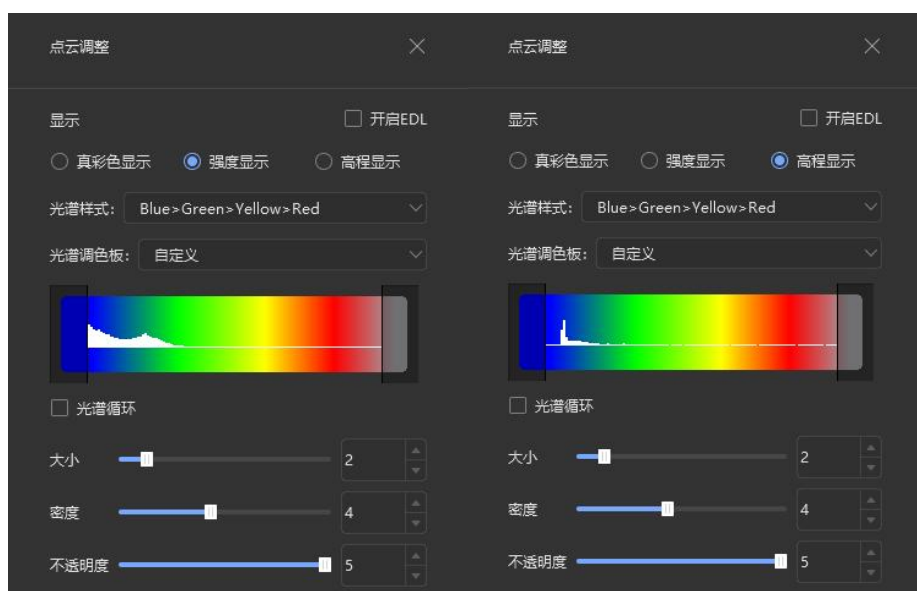 点云调整
显示
开启EDL
真彩色显示
强度显示
高程显示
光谱样式:
Blue>Green>Yellow>Red
光谱调色板:
自定义
光谱循环
大小
2
密度
4
不透明度
5
点云调整
显示
开启EDL
真彩色显示
强度显示
高程显示
光谱样式:
Blue>Green>Yellow>Red
光谱调色板:
自定义
光谱循环
大小
2
密度
4
不透明度
5